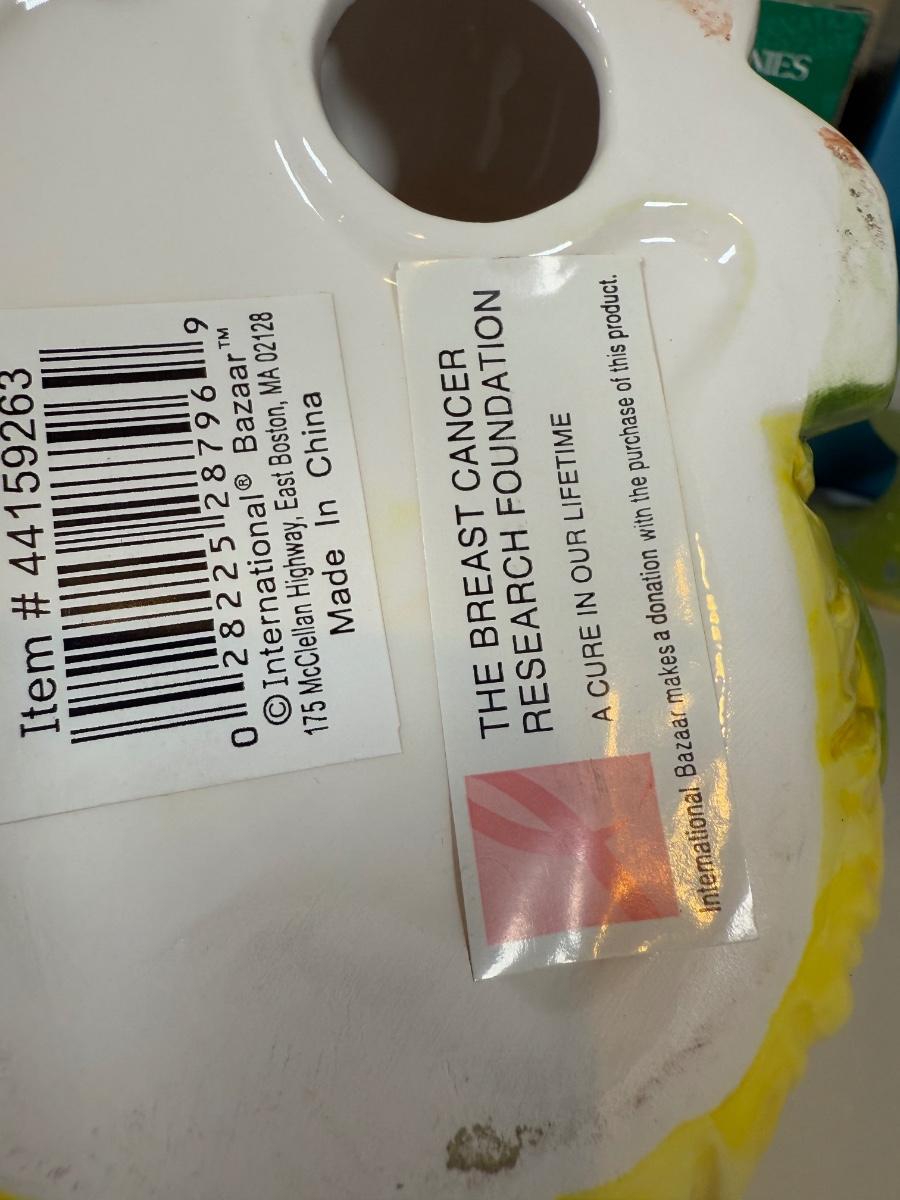 Item # 44159263
0 28225 28796 9
© International® Bazaar™
175 McClellan Highway, East Boston, MA 02128
Made In China
THE BREAST CANCER
RESEARCH FOUNDATION
A CURE IN OUR LIFETIME
International Bazaar makes a donation with the purchase of this product.